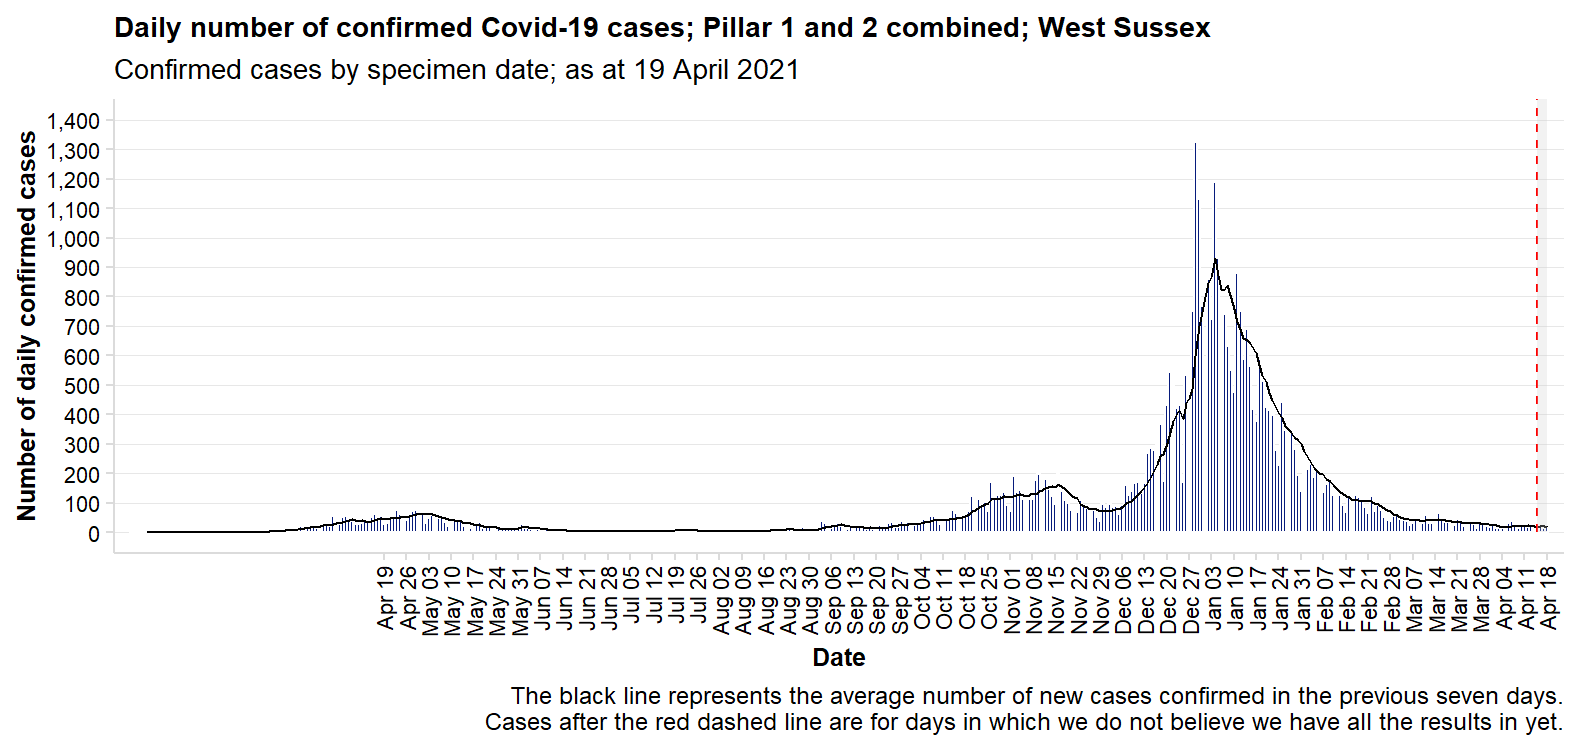 Daily number of confirmed Covid-19 cases; Pillar 1 and 2 combined; West Sussex
Confirmed cases by specimen date; as at 19 April 2021
Number of daily confirmed cases
1,400
1,300
1,200
1,100
1,000
900
800
700
600
500
400
300
200
100
0
Apr 19
Apr 26
May 03
May 10
May 17
May 24
May 31
Jun 07
Jun 14
Jun 21
Jun 28
Jul 05
Jul 12
Jul 19
Jul 26
Aug 02
Aug 09
Aug 16
Aug 23
Aug 30
Sep 06
Sep 13
Sep 20
Sep 27
Oct 04
Oct 11
Oct 18
Oct 25
Nov 01
Nov 08
Nov 15
Nov 22
Nov 29
Dec 06
Dec 13
Dec 20
Dec 27
Jan 03
Jan 10
Jan 17
Jan 24
Jan 31
Feb 07
Feb 14
Feb 21
Feb 28
Mar 07
Mar 14
Mar 21
Mar 28
Apr 04
Apr 11
Apr 18
Date
The black line represents the average number of new cases confirmed in the previous seven days.
Cases after the red dashed line are for days in which we do not believe we have all the results in yet.